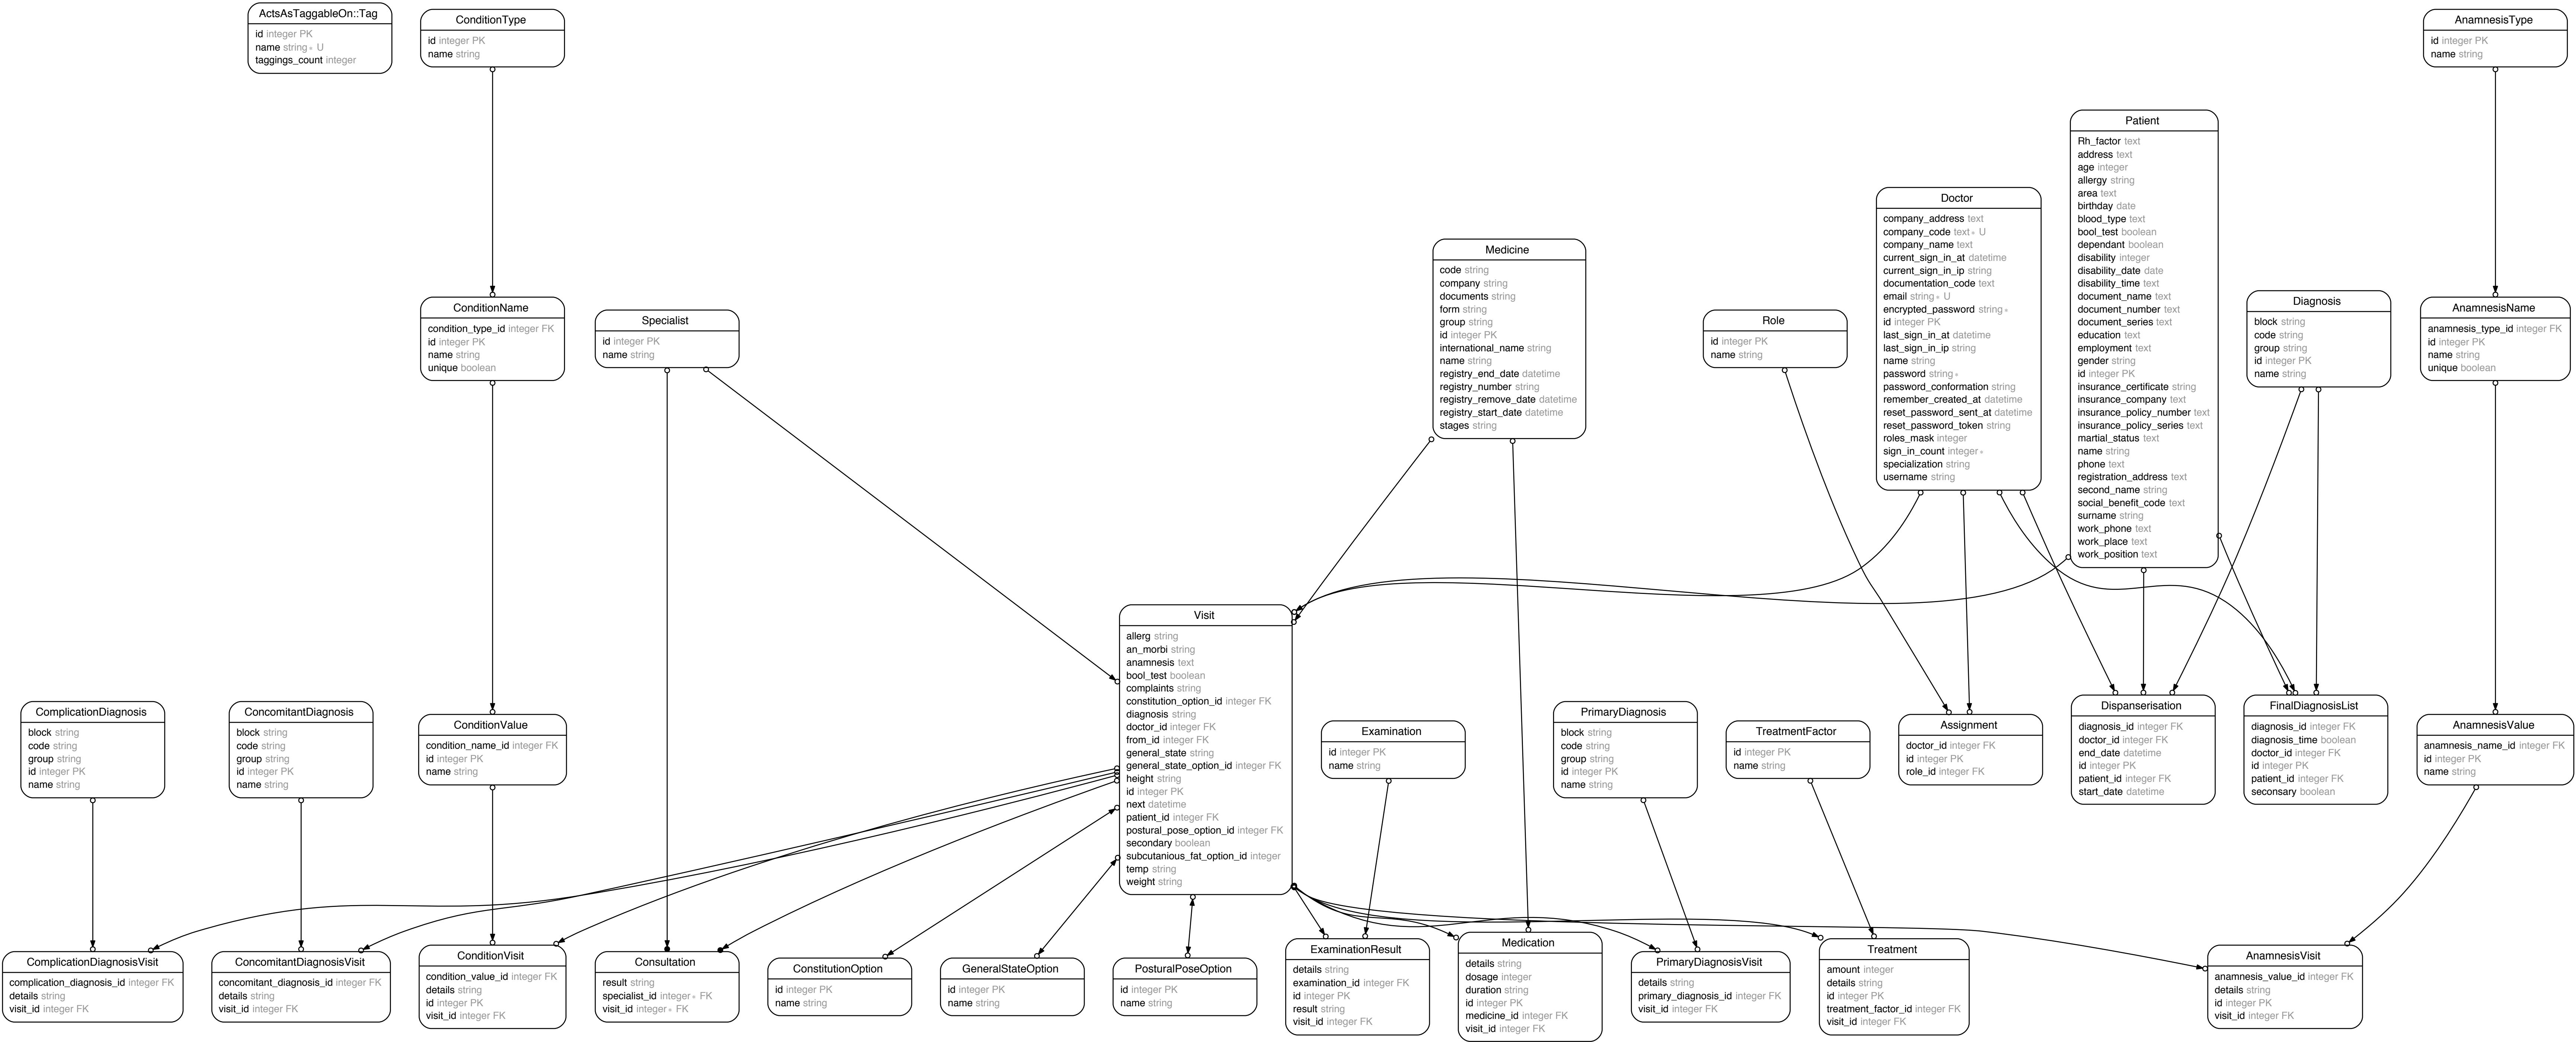 ActsAsTaggableOn::Tag
id integer PK
name string∗ U
taggings_count integer
ConditionType
id integer PK
name string
AnamnesisType
id integer PK
name string
Patient
Rh_factor text
address text
age integer
allergy string
area text
birthday date
blood_type text
bool_test boolean
dependant boolean
disability integer
disability_date date
disability_time text
document_name text
document_number text
document_series text
education text
employment text
gender string
id integer PK
insurance_certificate string
insurance_company text
insurance_policy_number text
insurance_policy_series text
martial_status text
name string
phone text
registration_address text
second_name string
social_benefit_code text
surname string
work_phone text
work_place text
work_position text
Doctor
company_address text
company_code text∗ U
company_name text
current_sign_in_at datetime
current_sign_in_ip string
documentation_code text
email string∗ U
encrypted_password string∗
id integer PK
last_sign_in_at datetime
last_sign_in_ip string
name string
password string∗
password_conformation string
remember_created_at datetime
reset_password_sent_at datetime
reset_password_token string
roles_mask integer
sign_in_count integer∗
specialization string
username string
Medicine
code string
company string
documents string
form string
group string
id integer PK
international_name string
name string
registry_end_date datetime
registry_number string
registry_remove_date datetime
registry_start_date datetime
stages string
Diagnosis
block string
code string
group string
id integer PK
name string
ConditionName
condition_type_id integer FK
id integer PK
name string
unique boolean
AnamnesisName
anamnesis_type_id integer FK
id integer PK
name string
unique boolean
Specialist
id integer PK
name string
Role
id integer PK
name string
Visit
allerg string
an_morbi string
anamnesis text
bool_test boolean
complaints string
constitution_option_id integer FK
diagnosis string
doctor_id integer FK
from_id integer FK
general_state string
general_state_option_id integer FK
height string
id integer PK
next datetime
patient_id integer FK
postural_pose_option_id integer FK
secondary boolean
subcutanious_fat_option_id integer
temp string
weight string
ComplicationDiagnosis
block string
code string
group string
id integer PK
name string
ConcomitantDiagnosis
block string
code string
group string
id integer PK
name string
ConditionValue
condition_name_id integer FK
id integer PK
name string
Examination
id integer PK
name string
PrimaryDiagnosis
block string
code string
group string
id integer PK
name string
TreatmentFactor
id integer PK
name string
Assignment
doctor_id integer FK
id integer PK
role_id integer FK
Dispanserisation
diagnosis_id integer FK
doctor_id integer FK
end_date datetime
id integer PK
patient_id integer FK
start_date datetime
FinalDiagnosisList
diagnosis_id integer FK
diagnosis_time boolean
doctor_id integer FK
id integer PK
patient_id integer FK
seconsary boolean
AnamnesisValue
anamnesis_name_id integer FK
id integer PK
name string
ComplicationDiagnosisVisit
complication_diagnosis_id integer FK
details string
visit_id integer FK
ConcomitantDiagnosisVisit
concomitant_diagnosis_id integer FK
details string
visit_id integer FK
ConditionVisit
condition_value_id integer FK
details string
id integer PK
visit_id integer FK
Consultation
result string
specialist_id integer∗ FK
visit_id integer∗ FK
ConstitutionOption
id integer PK
name string
GeneralStateOption
id integer PK
name string
PosturalPoseOption
id integer PK
name string
ExaminationResult
details string
examination_id integer FK
id integer PK
result string
visit_id integer FK
Medication
details string
dosage integer
duration string
id integer PK
medicine_id integer FK
visit_id integer FK
PrimaryDiagnosisVisit
details string
primary_diagnosis_id integer FK
visit_id integer FK
Treatment
amount integer
details string
id integer PK
treatment_factor_id integer FK
visit_id integer FK
AnamnesisVisit
anamnesis_value_id integer FK
details string
id integer PK
visit_id integer FK